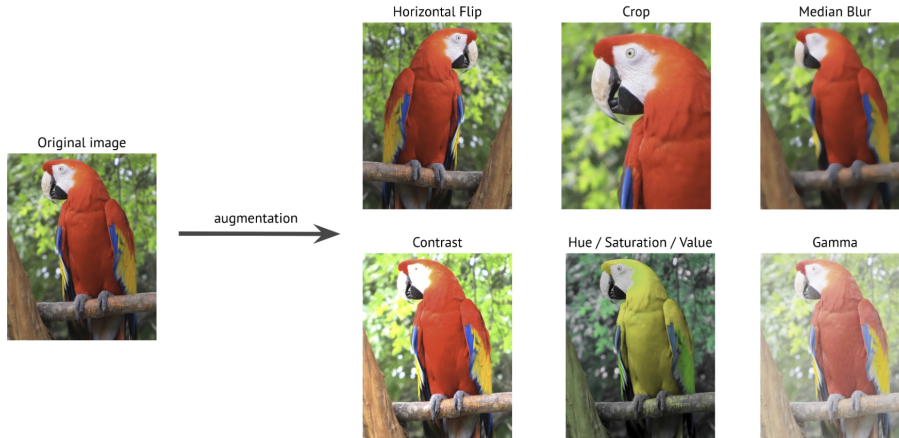 Horizontal Flip
Crop
Median Blur
Original image
augmentation
Contrast
Hue / Saturation / Value
Gamma